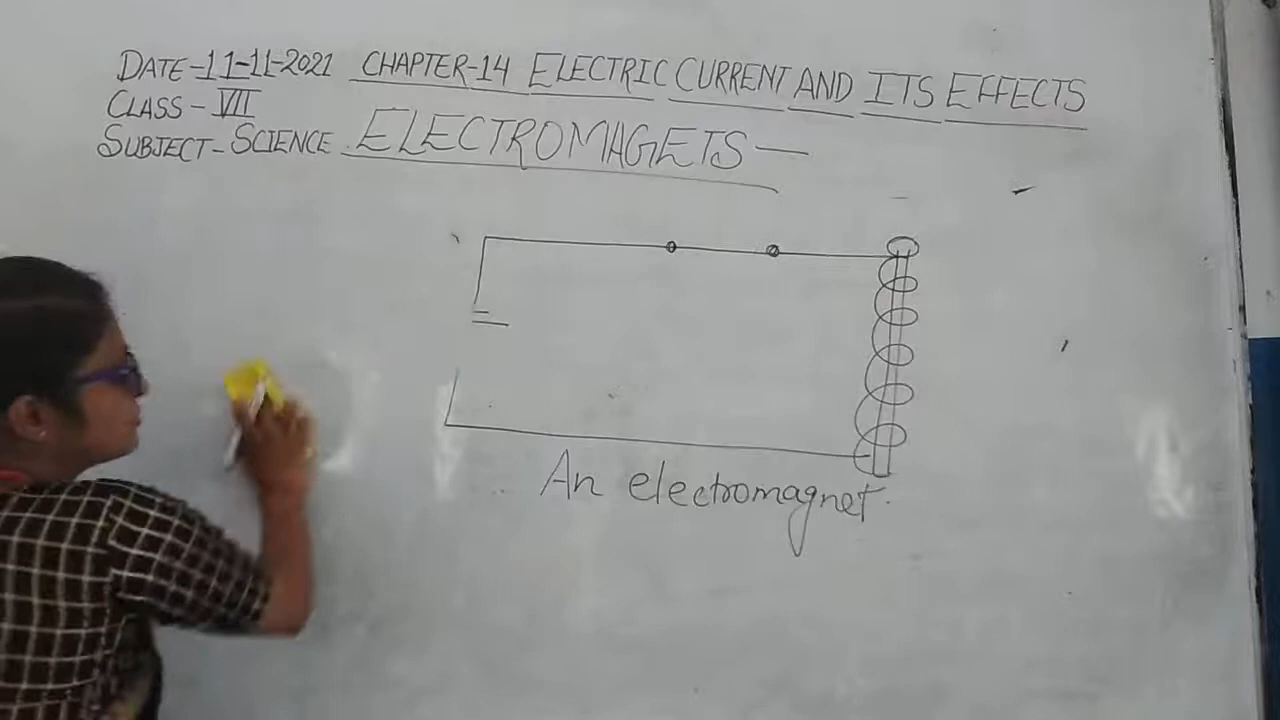 DATE-11-11-2021 CHAPTER-14 ELECTRIC CURRENT AND ITS EFFECTS
CLASS-VII
SUBJECT-SCIENCE ELECTROMAGETS—
An electromagnet.